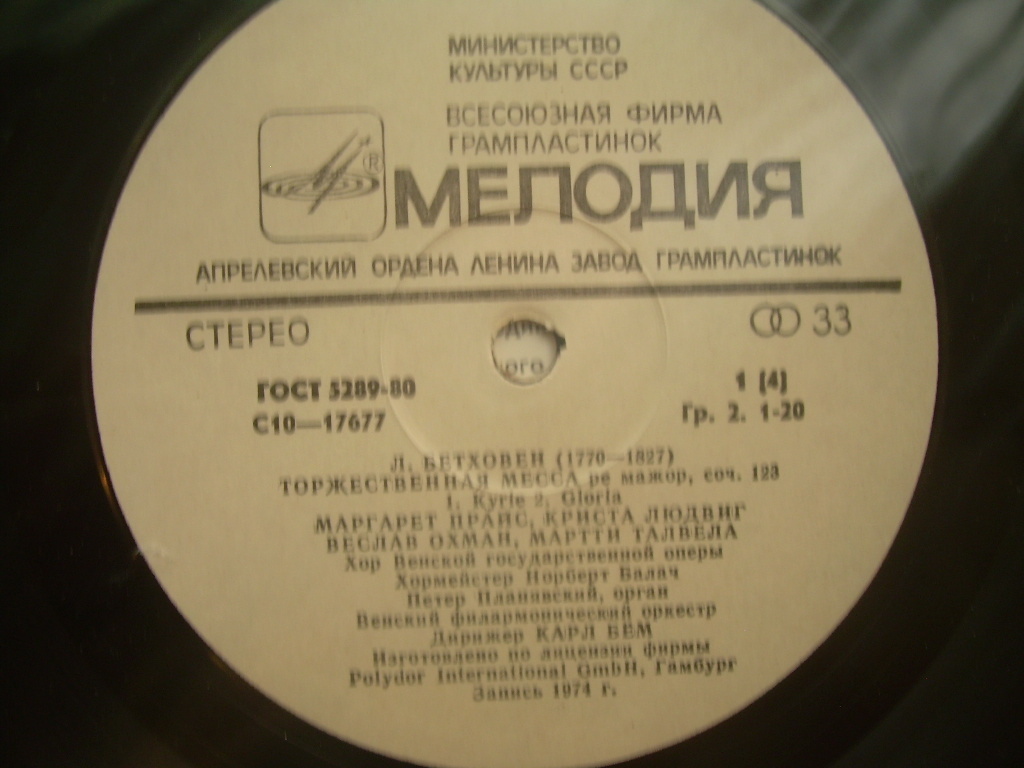 МИНИСТЕРСТВО
КУЛЬТУРЫ СССР
ВСЕСОЮЗНАЯ ФИРМА
ГРАМПЛАСТИНОК
®
МЕЛОДИЯ
АПРЕЛЕВСКИЙ ОРДЕНА ЛЕНИНА ЗАВОД ГРАМПЛАСТИНОК
СТЕРЕО 33
ГОСТ 5289-80 1 (4)
С10—17677 Гр. 2. 1-20
Л. БЕТХОВЕН (1770—1827)
ТОРЖЕСТВЕННАЯ МЕССА ре мажор, соч. 123
1. Kyrie 2. Gloria
МАРГАРЕТ ПРАЙС, КРИСТА ЛЮДВИГ
ВЕСЛАВ ОХМАН, МАРТТИ ТАЛВЕЛА
Хор Венской государственной оперы
Хормейстер Норберт Балач
Петер Планявский, орган
Венский филармонический оркестр
Дирижер КАРЛ БЁМ
Изготовлено по лицензии фирмы
Polydor International GmbH, Гамбург
Запись 1974 г.